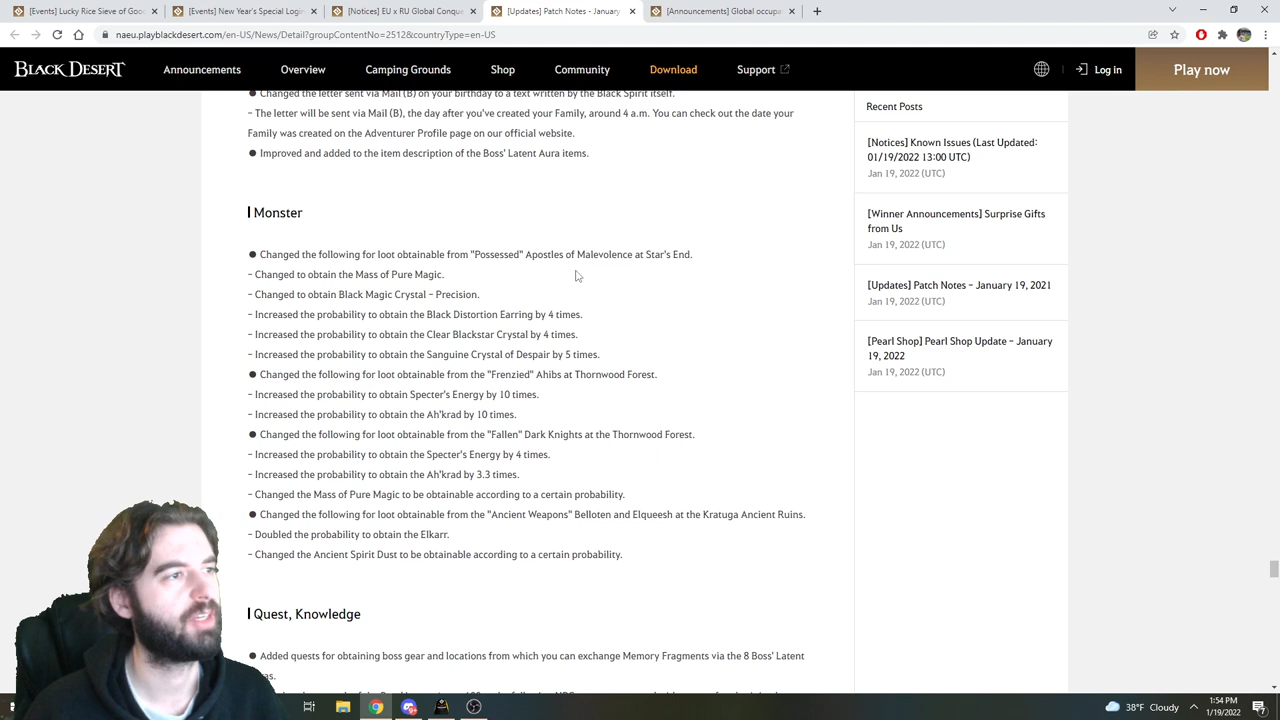 [Events] Lucky Rice Sieve of Good
[Events] New Year's Special Login
[Notices] EU x RU Global Conque
[Updates] Patch Notes - January
[Announcements] Global occupa
naeu.playblackdesert.com/en-US/News/Detail?groupContentNo=2512&countryType=en-US
BLACK DESERT
Announcements
Overview
Camping Grounds
Shop
Community
Download
Support
Log in
Play now
● Changed the letter sent via Mail (B) on your birthday to a text written by the Black Spirit itself.
- The letter will be sent via Mail (B), the day after you've created your Family, around 4 a.m. You can check out the date your
Family was created on the Adventurer Profile page on our official website.
● Improved and added to the item description of the Boss' Latent Aura items.
Monster
● Changed the following for loot obtainable from "Possessed" Apostles of Malevolence at Star's End.
- Changed to obtain the Mass of Pure Magic.
- Changed to obtain Black Magic Crystal - Precision.
- Increased the probability to obtain the Black Distortion Earring by 4 times.
- Increased the probability to obtain the Clear Blackstar Crystal by 4 times.
- Increased the probability to obtain the Sanguine Crystal of Despair by 5 times.
● Changed the following for loot obtainable from the "Frenzied" Ahibs at Thornwood Forest.
- Increased the probability to obtain Specter's Energy by 10 times.
- Increased the probability to obtain the Ah'krad by 10 times.
● Changed the following for loot obtainable from the "Fallen" Dark Knights at the Thornwood Forest.
- Increased the probability to obtain the Specter's Energy by 4 times.
- Increased the probability to obtain the Ah'krad by 3.3 times.
- Changed the Mass of Pure Magic to be obtainable according to a certain probability.
● Changed the following for loot obtainable from the "Ancient Weapons" Belloten and Elqueesh at the Kratuga Ancient Ruins.
- Doubled the probability to obtain the Elkarr.
- Changed the Ancient Spirit Dust to be obtainable according to a certain probability.
Quest, Knowledge
● Added quests for obtaining boss gear and locations from which you can exchange Memory Fragments via the 8 Boss' Latent
as.
Recent Posts
[Notices] Known Issues (Last Updated:
01/19/2022 13:00 UTC)
Jan 19, 2022 (UTC)
[Winner Announcements] Surprise Gifts
from Us
Jan 19, 2022 (UTC)
[Updates] Patch Notes - January 19, 2021
Jan 19, 2022 (UTC)
[Pearl Shop] Pearl Shop Update - January
19, 2022
Jan 19, 2022 (UTC)
38°F Cloudy
1:54 PM
1/19/2022